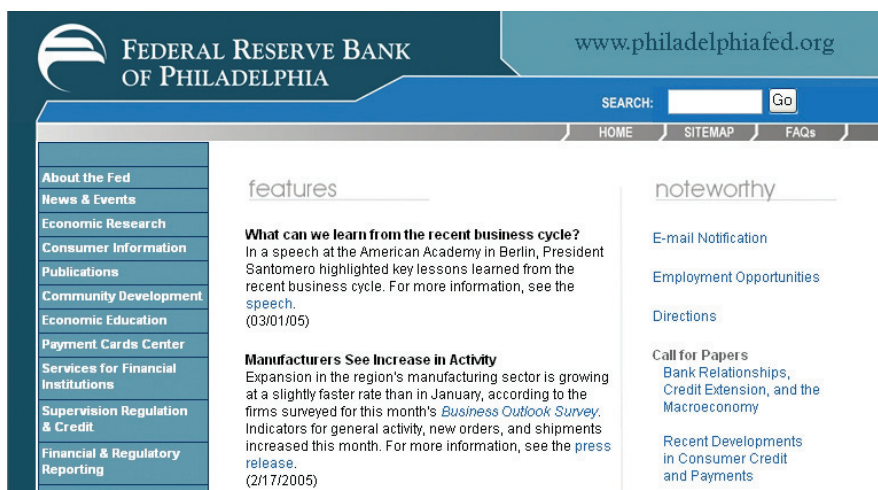 FEDERAL RESERVE BANK
OF PHILADELPHIA
www.philadelphiafed.org
SEARCH:
Go
HOME
SITEMAP
FAQs
About the Fed
News & Events
Economic Research
Consumer Information
Publications
Community Development
Economic Education
Payment Cards Center
Services for Financial
Institutions
Supervision Regulation
& Credit
Financial & Regulatory
Reporting
features
What can we learn from the recent business cycle?
In a speech at the American Academy in Berlin, President
Santomero highlighted key lessons learned from the
recent business cycle. For more information, see the
speech.
(03/01/05)
Manufacturers See Increase in Activity
Expansion in the region's manufacturing sector is growing
at a slightly faster rate than in January, according to the
firms surveyed for this month's Business Outlook Survey.
Indicators for general activity, new orders, and shipments
increased this month. For more information, see the press
release.
(2/17/2005)
noteworthy
E-mail Notification
Employment Opportunities
Directions
Call for Papers
Bank Relationships,
Credit Extension, and the
Macroeconomy
Recent Developments
in Consumer Credit
and Payments